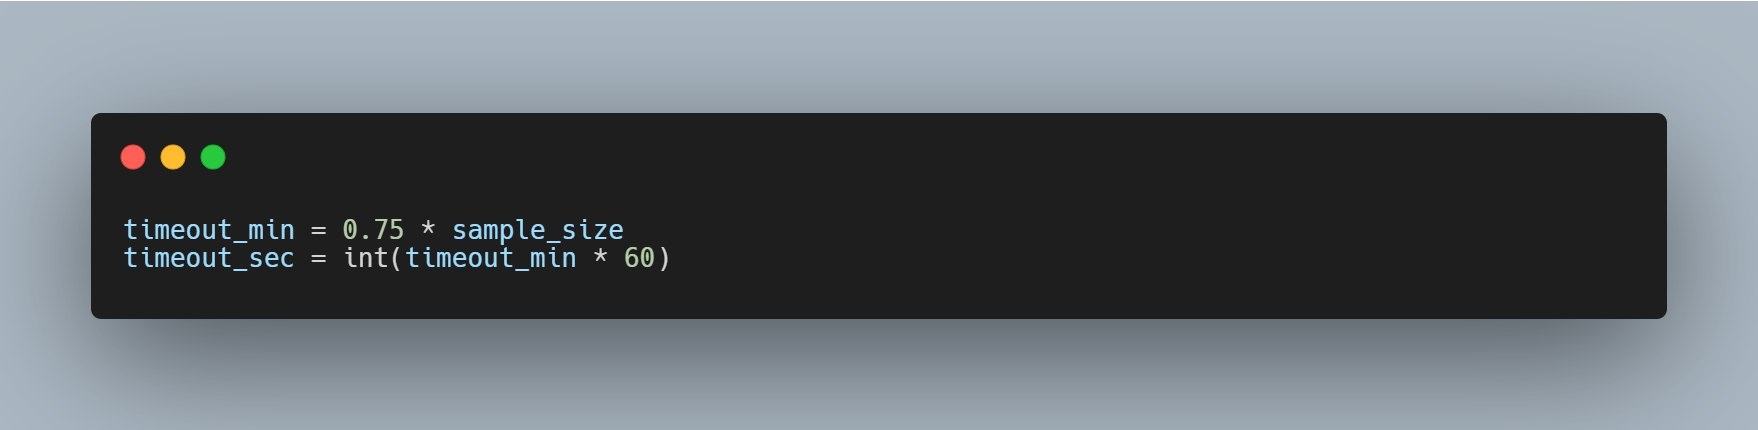 timeout_min = 0.75 * sample_size
timeout_sec = int(timeout_min * 60)